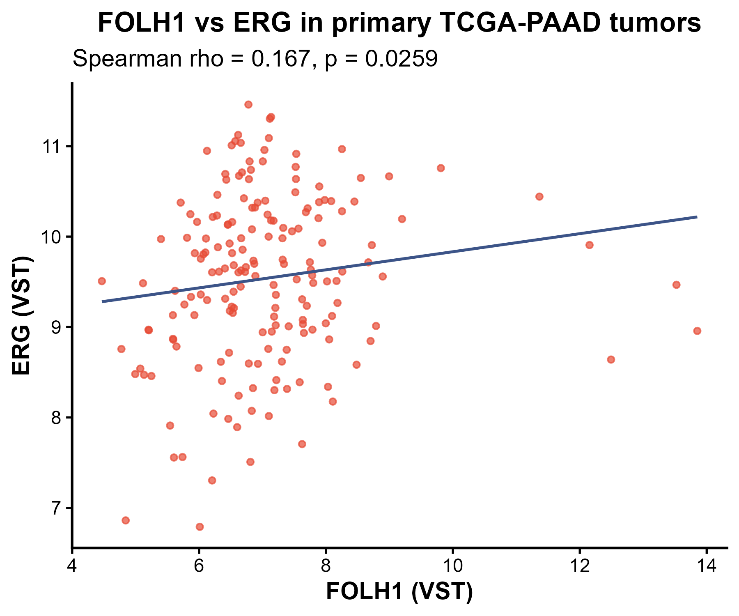 FOLH1 vs ERG in primary TCGA-PAAD tumors
Spearman rho = 0.167, p = 0.0259
ERG (VST)
11
10
9
8
7
4 6 8 10 12 14
FOLH1 (VST)